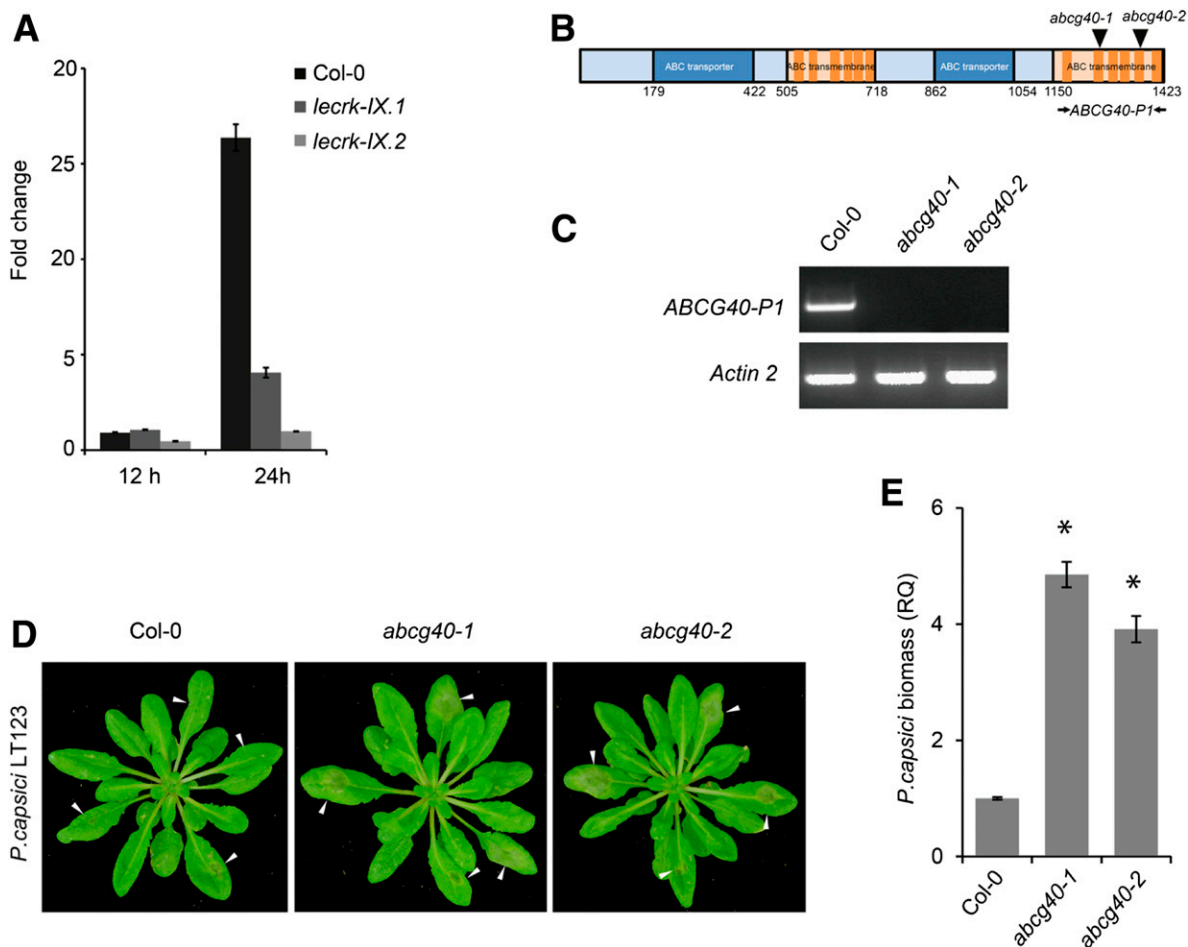 A
Fold change
20
25
20
5
0
12 h
24h
Col-0
lecrk-IX.1
lecrk-IX.2
B
abcg40-1
abcg40-2
ABC transporter
ABC transmembrane
ABC transporter
ABC transmembrane
179
422
505
718
862
1054
1150
1423
ABCG40-P1
C
Col-0
abcg40-1
abcg40-2
ABCG40-P1
Actin 2
D
Col-0
abcg40-1
abcg40-2
P.capsici LT123
E
P.capsici biomass (RQ)
6
4
2
0
*
*
Col-0
abcg40-1
abcg40-2